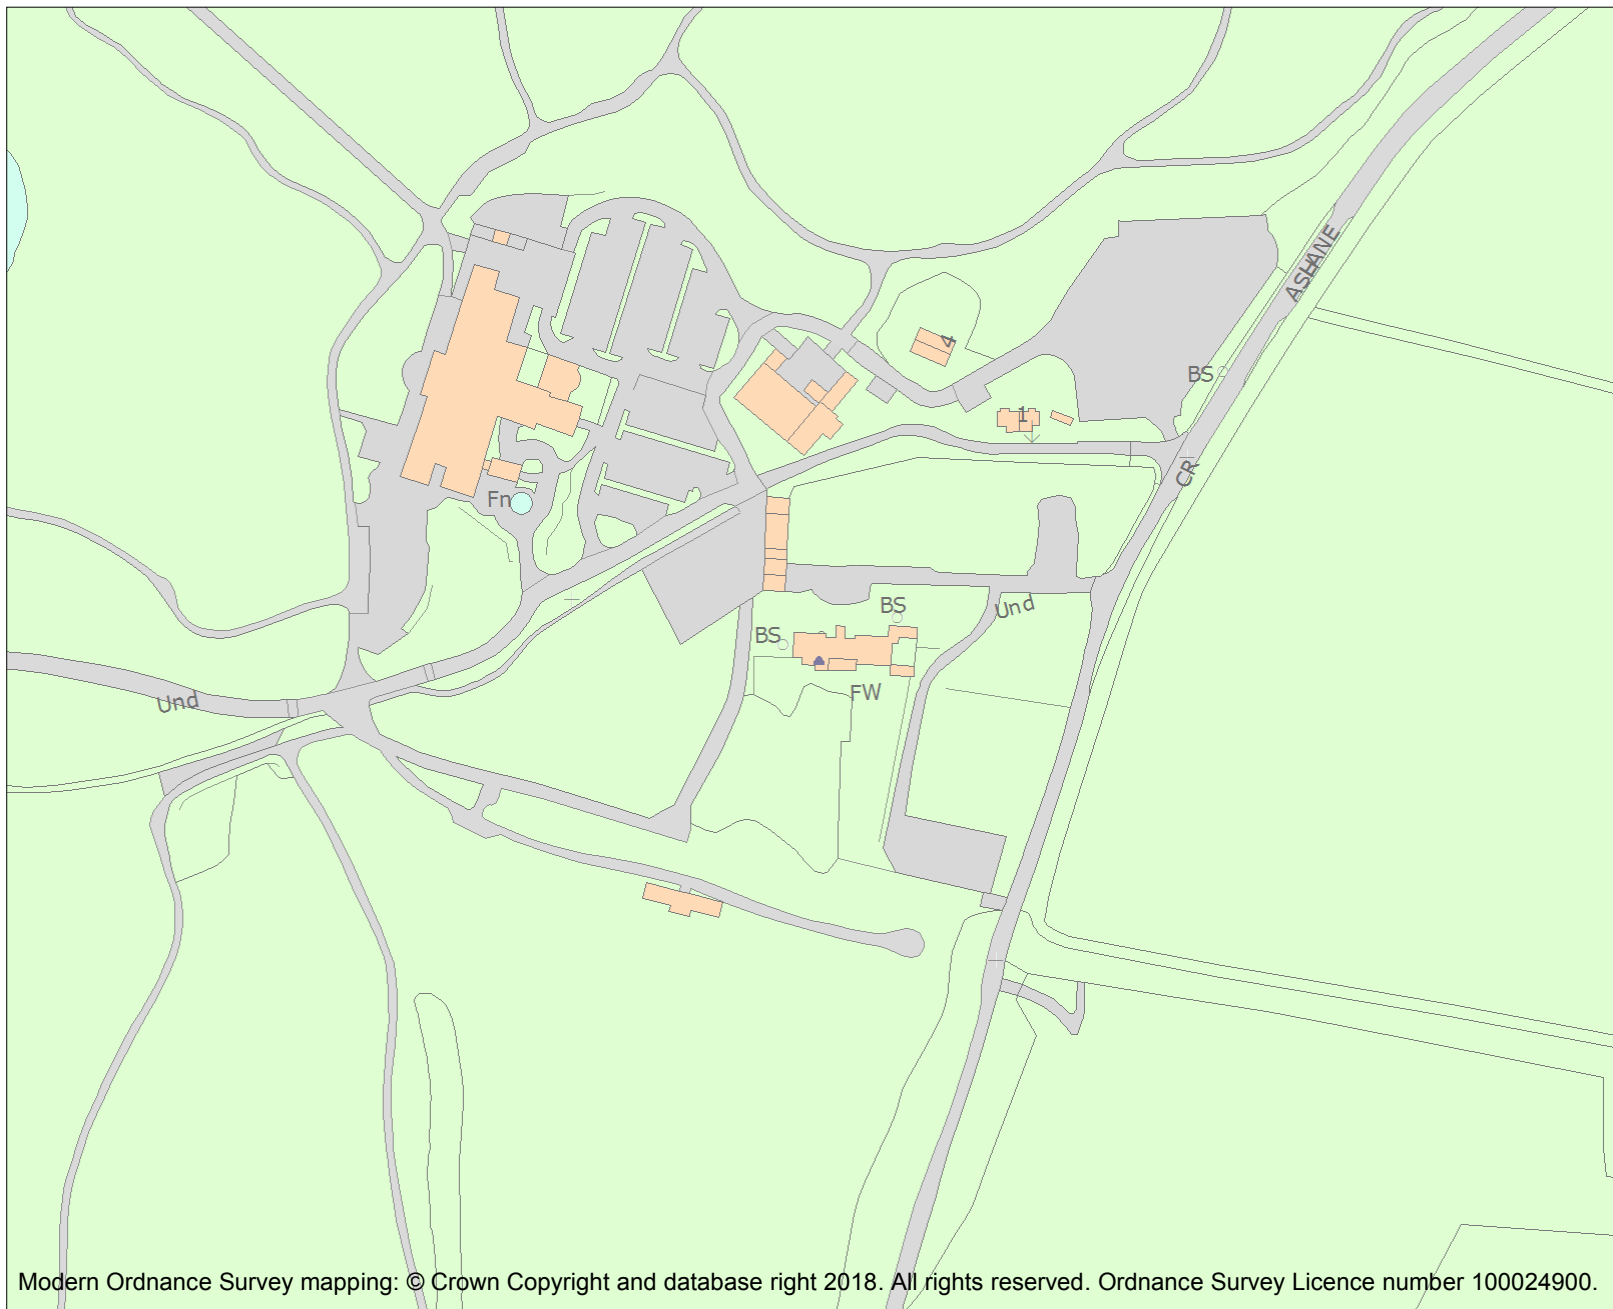 ASH LANE
4
BS
1
CR
Fn
BS
Und
BS
FW
Und
Modern Ordnance Survey mapping: © Crown Copyright and database right 2018. All rights reserved. Ordnance Survey Licence number 100024900.